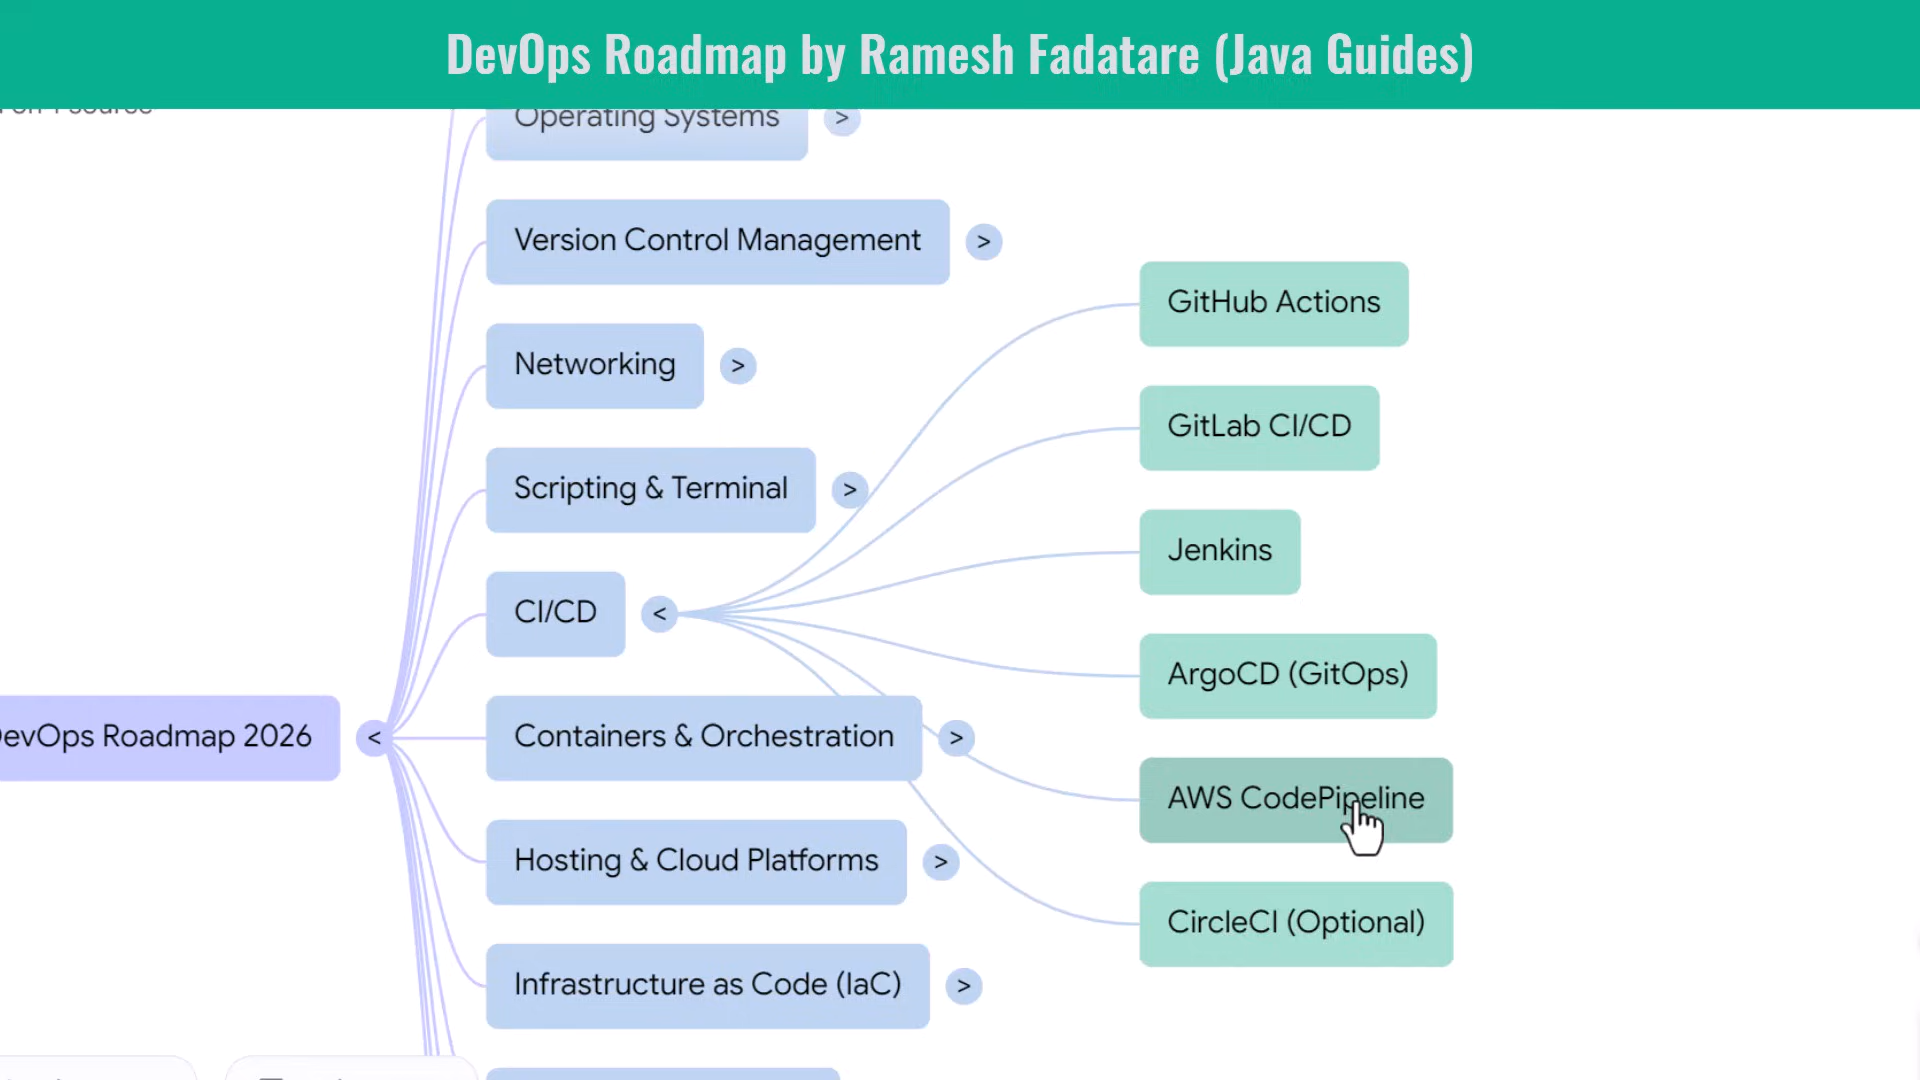 DevOps Roadmap by Ramesh Fadatare (Java Guides)
Operating Systems >
Version Control Management >
Networking >
Scripting & Terminal >
CI/CD <
Containers & Orchestration >
Hosting & Cloud Platforms >
Infrastructure as Code (IaC) >
DevOps Roadmap 2026 <
GitHub Actions
GitLab CI/CD
Jenkins
ArgoCD (GitOps)
AWS CodePipeline
CircleCI (Optional)